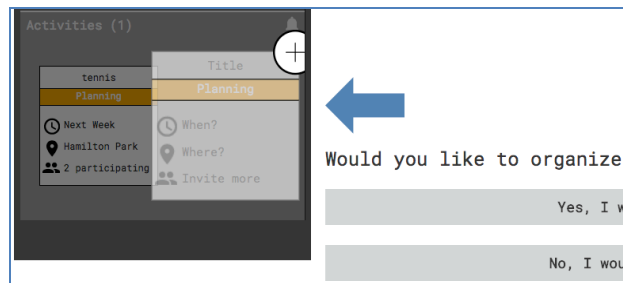 Activities (1)
Title
Planning
When?
Where?
Invite more
tennis
Planning
Next Week
Hamilton Park
2 participating
Would you like to organize
Yes, I w
No, I wou